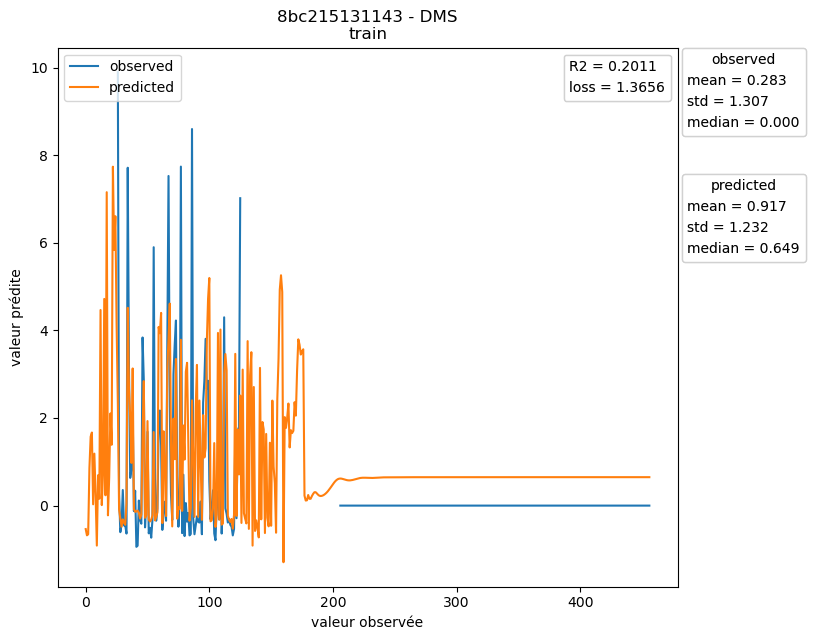 8bc215131143 - DMS
train
observed
predicted
R2 = 0.2011
loss = 1.3656
observed
mean = 0.283
std = 1.307
median = 0.000
predicted
mean = 0.917
std = 1.232
median = 0.649
10
8
6
4
2
0
valeur prédite
0
100
200
300
400
valeur observée